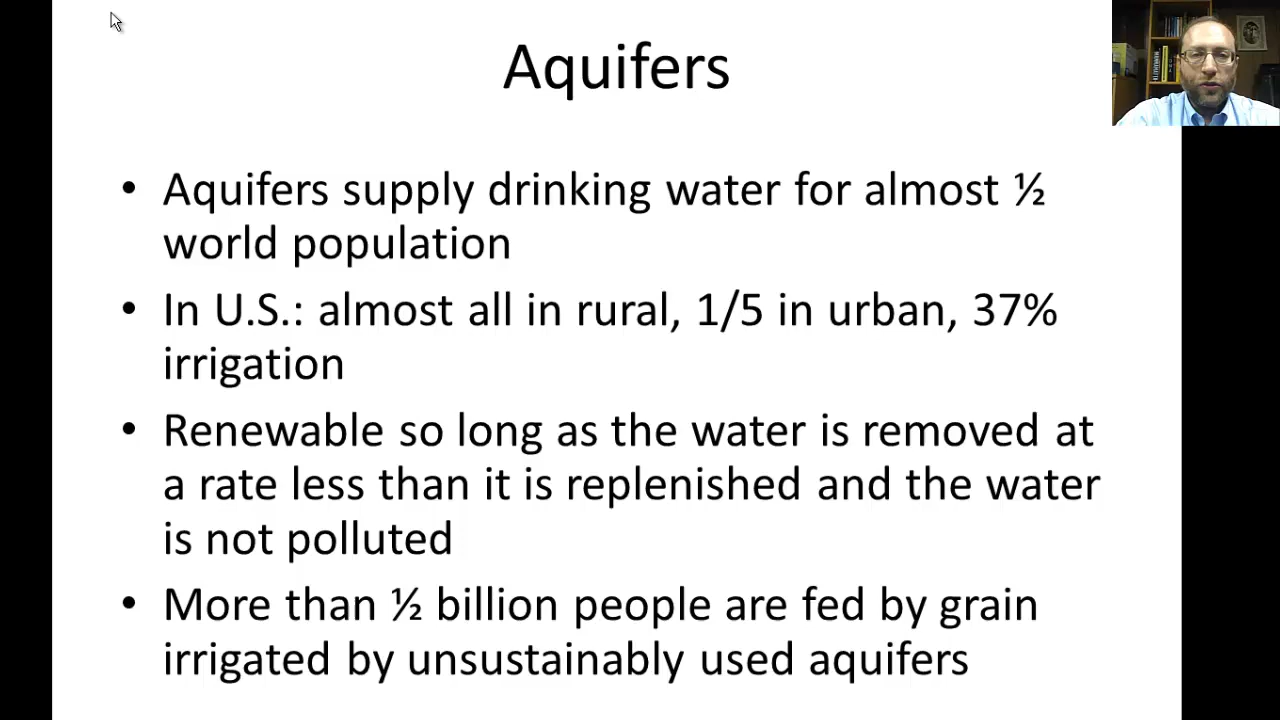 Aquifers
• Aquifers supply drinking water for almost ½
world population
• In U.S.: almost all in rural, 1/5 in urban, 37%
irrigation
• Renewable so long as the water is removed at
a rate less than it is replenished and the water
is not polluted
• More than ½ billion people are fed by grain
irrigated by unsustainably used aquifers